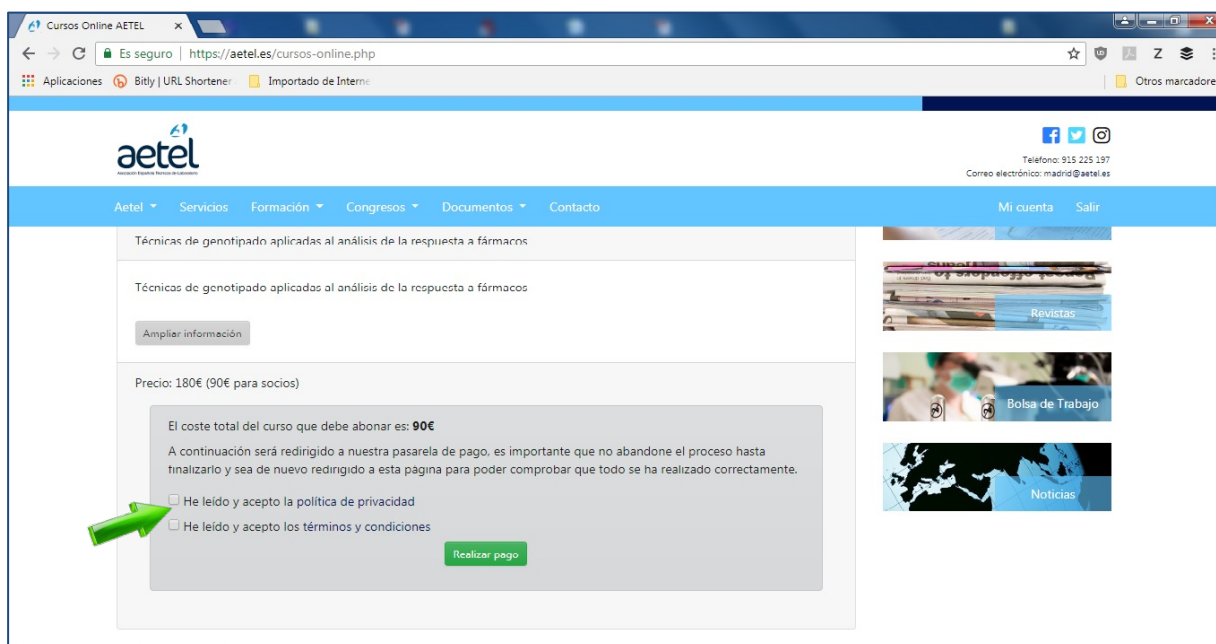 Cursos Online AETEL
Es seguro | https://aetel.es/cursos-online.php
Z
Aplicaciones Bitly | URL Shortener Importado de Interne Otros marcadore
aetel
Asociación Española Técnicos de Laboratorio
Teléfono: 915 225 197
Correo electrónico: madrid@aetel.es
Aetel Servicios Formación Congresos Documentos Contacto Mi cuenta Salir
Técnicas de genotipado aplicadas al análisis de la respuesta a fármacos
Técnicas de genotipado aplicadas al análisis de la respuesta a fármacos
Ampliar información
Revistas
Precio: 180€ (90€ para socios)
Bolsa de Trabajo
El coste total del curso que debe abonar es: 90€
A continuación será redirigido a nuestra pasarela de pago, es importante que no abandone el proceso hasta
finalizarlo y sea de nuevo redirigido a esta página para poder comprobar que todo se ha realizado correctamente.
He leído y acepto la política de privacidad
He leído y acepto los términos y condiciones
Realizar pago
Noticias